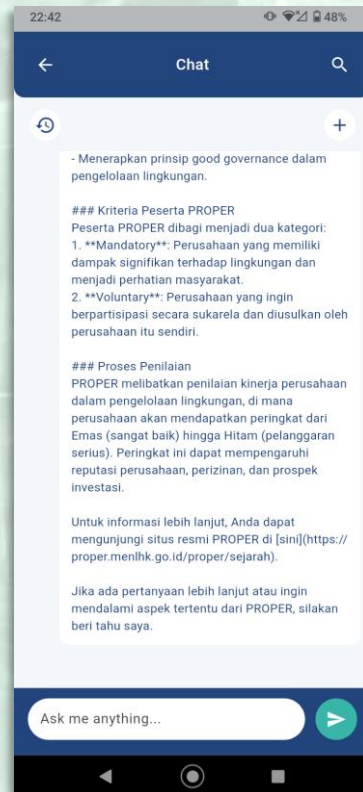 22:42
48%
Chat
- Menerapkan prinsip good governance dalam
pengelolaan lingkungan.
### Kriteria Peserta PROPER
Peserta PROPER dibagi menjadi dua kategori:
1. **Mandatory**: Perusahaan yang memiliki
dampak signifikan terhadap lingkungan dan
menjadi perhatian masyarakat.
2. **Voluntary**: Perusahaan yang ingin
berpartisipasi secara sukarela dan diusulkan oleh
perusahaan itu sendiri.
### Proses Penilaian
PROPER melibatkan penilaian kinerja perusahaan
dalam pengelolaan lingkungan, di mana
perusahaan akan mendapatkan peringkat dari
Emas (sangat baik) hingga Hitam (pelanggaran
serius). Peringkat ini dapat mempengaruhi
reputasi perusahaan, perizinan, dan prospek
investasi.
Untuk informasi lebih lanjut, Anda dapat
mengunjungi situs resmi PROPER di [sini](https://
proper.menlhk.go.id/proper/sejarah).
Jika ada pertanyaan lebih lanjut atau ingin
mendalami aspek tertentu dari PROPER, silakan
beri tahu saya.
Ask me anything...